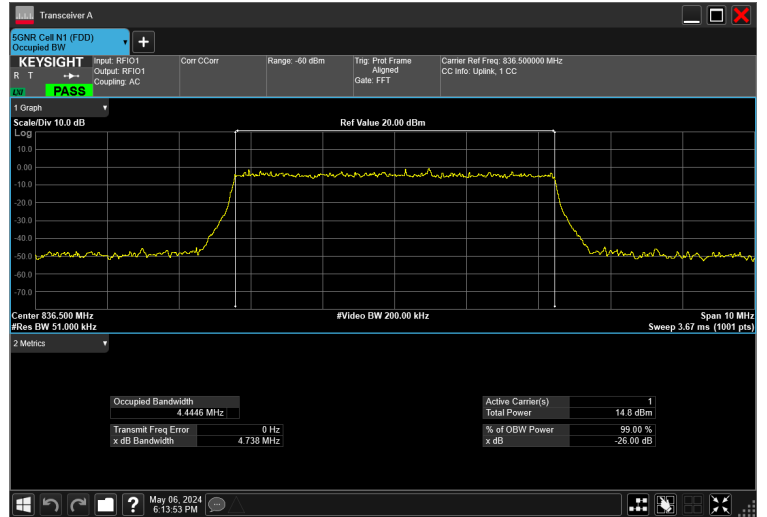 Transceiver A
5GNR Cell N1 (FDD)
Occupied BW
+
KEYSIGHT
R T
LXI
PASS
Input: RFIO1
Output: RFIO1
Coupling: AC
Corr CCorr
Range: -60 dBm
Trig: Prot Frame
Aligned
Gate: FFT
Carrier Ref Freq: 836.500000 MHz
CC Info: Uplink, 1 CC
1 Graph
Scale/Div 10.0 dB
Ref Value 20.00 dBm
Log
10.0
0.00
-10.0
-20.0
-30.0
-40.0
-50.0
-60.0
-70.0
Center 836.500 MHz
#Video BW 200.00 kHz
Span 10 MHz
#Res BW 51.000 kHz
Sweep 3.67 ms (1001 pts)
2 Metrics
Occupied Bandwidth
4.4446 MHz
Transmit Freq Error 0 Hz
x dB Bandwidth 4.738 MHz
Active Carrier(s) 1
Total Power 14.8 dBm
% of OBW Power 99.00 %
x dB -26.00 dB
?
May 06, 2024
6:13:53 PM